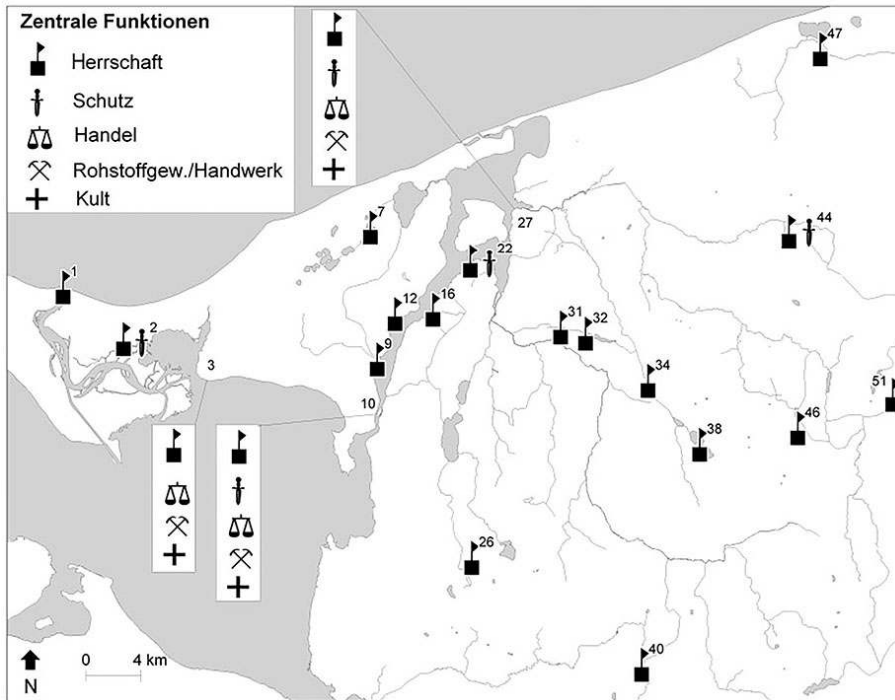 Zentrale Funktionen
Herrschaft
Schutz
Handel
Rohstoffgew./Handwerk
Kult
47
7
27
44
22
1
12
16
31
32
2
9
3
34
51
10
38
46
26
40
0 4 km
N